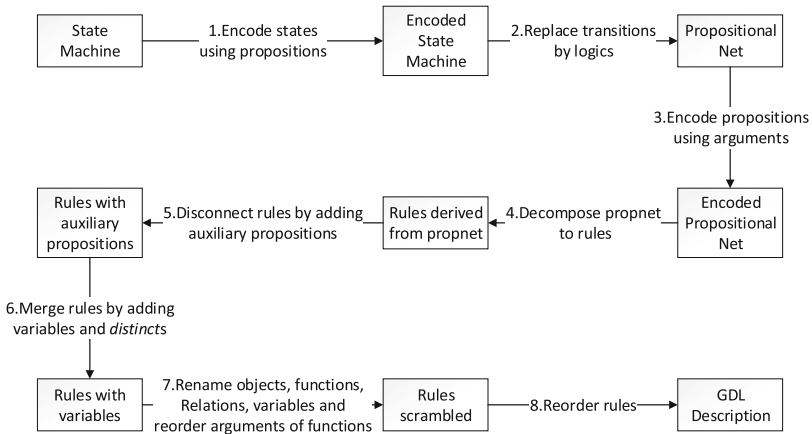 State
Machine
1.Encode states
using propositions
Encoded
State
Machine
2.Replace transitions
by logics
Propositional
Net
3.Encode propositions
using arguments
Encoded
Propositional
Net
4.Decompose propnet
to rules
Rules derived
from propnet
5.Disconnect rules by adding
auxiliary propositions
Rules with
auxiliary
propositions
6.Merge rules by adding
variables and distincts
Rules with
variables
7.Rename objects, functions,
Relations, variables and
reorder arguments of functions
Rules
scrambled
8.Reorder rules
GDL
Description